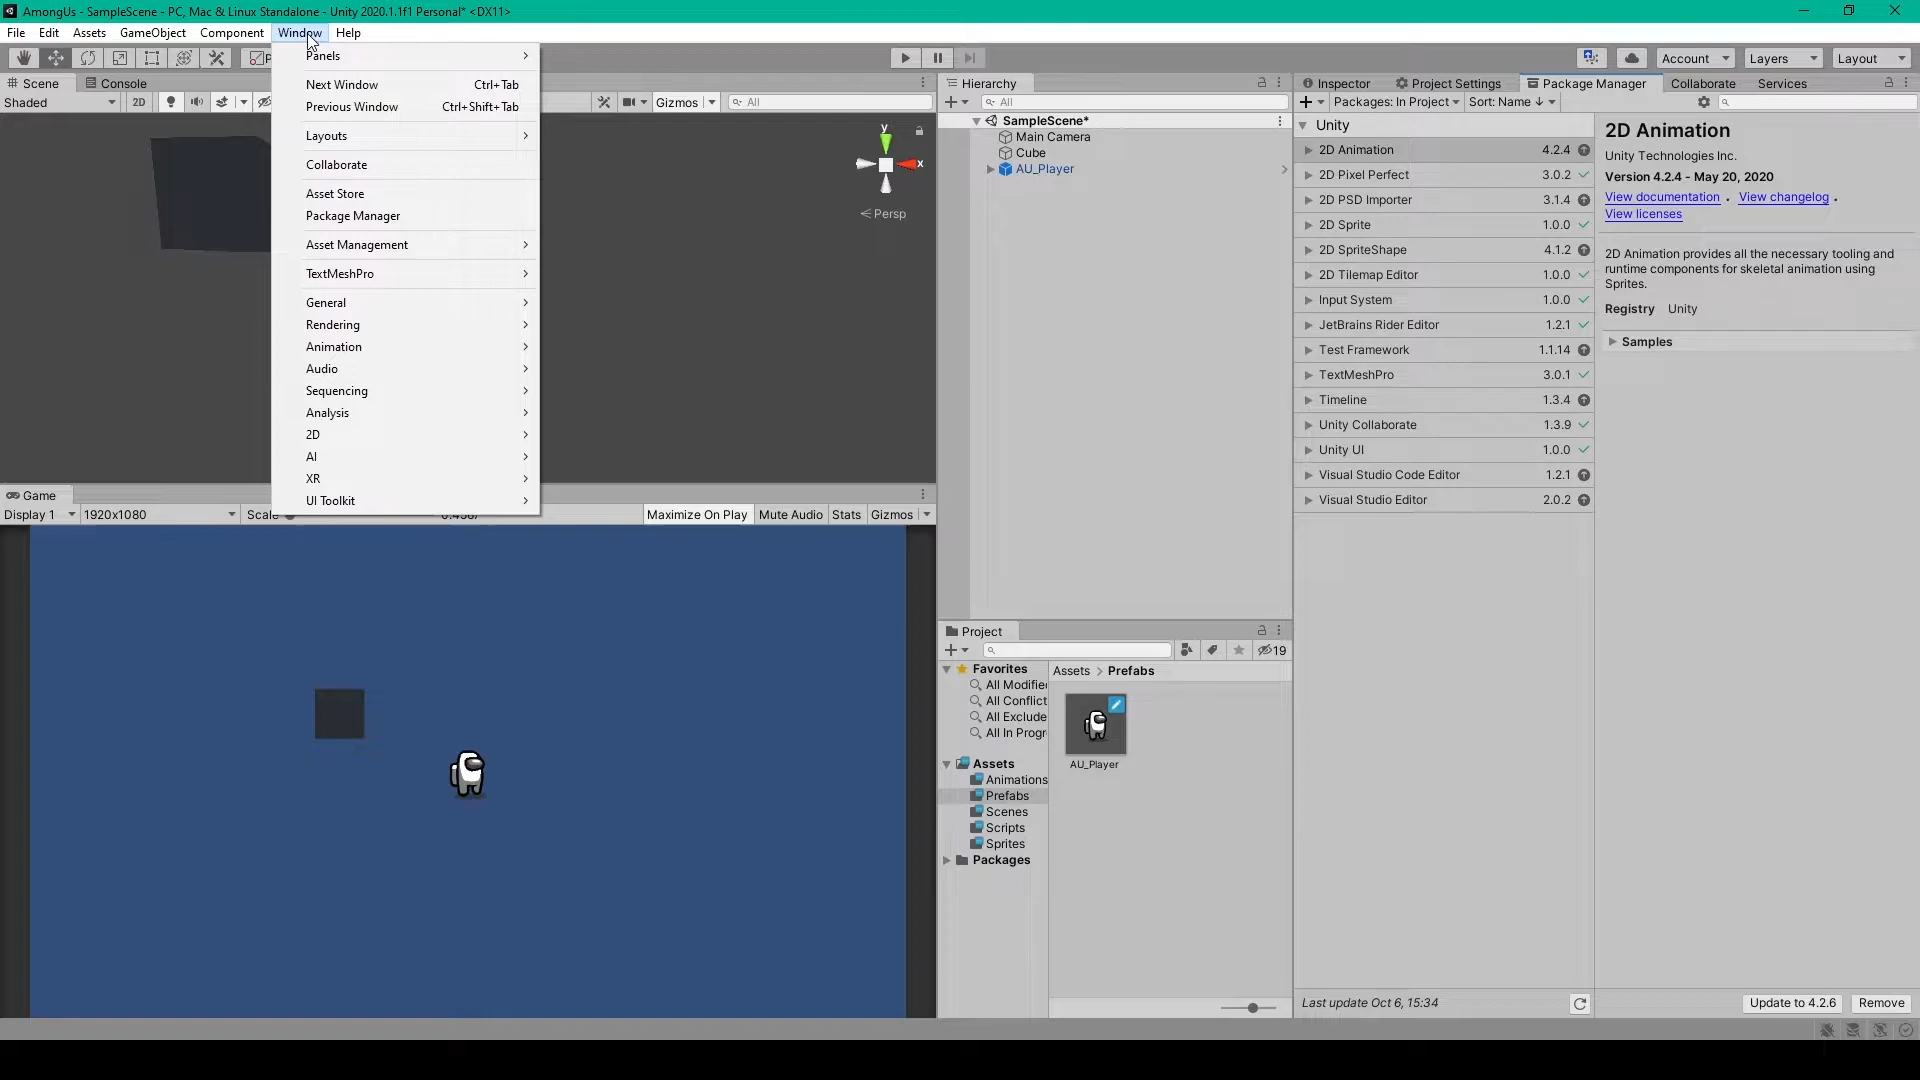 AmongUs - SampleScene - PC, Mac & Linux Standalone - Unity 2020.1.1f1 Personal* <DX11>
File Edit Assets GameObject Component Window Help
Account Layers Layout
Scene Console
Shaded 2D Gizmos All
Panels
Next Window Ctrl+Tab
Previous Window Ctrl+Shift+Tab
Layouts
Collaborate
Asset Store
Package Manager
Asset Management
TextMeshPro
General
Rendering
Animation
Audio
Sequencing
Analysis
2D
AI
XR
UI Toolkit
y
x
Persp
Game
Display 1 1920x1080 Scale Maximize On Play Mute Audio Stats Gizmos
Hierarchy
All
SampleScene*
Main Camera
Cube
AU_Player
Project
19
Favorites
All Modifie
All Conflict
All Exclude
All In Progr
Assets
Animations
Prefabs
Scenes
Scripts
Sprites
Packages
Assets > Prefabs
AU_Player
Inspector Project Settings Package Manager Collaborate Services
Packages: In Project Sort: Name ↓
Unity
2D Animation 4.2.4
2D Pixel Perfect 3.0.2
2D PSD Importer 3.1.4
2D Sprite 1.0.0
2D SpriteShape 4.1.2
2D Tilemap Editor 1.0.0
Input System 1.0.0
JetBrains Rider Editor 1.2.1
Test Framework 1.1.14
TextMeshPro 3.0.1
Timeline 1.3.4
Unity Collaborate 1.3.9
Unity UI 1.0.0
Visual Studio Code Editor 1.2.1
Visual Studio Editor 2.0.2
Last update Oct 6, 15:34
2D Animation
Unity Technologies Inc.
Version 4.2.4 - May 20, 2020
View documentation . View changelog .
View licenses
2D Animation provides all the necessary tooling and
runtime components for skeletal animation using
Sprites.
Registry Unity
Samples
Update to 4.2.6 Remove